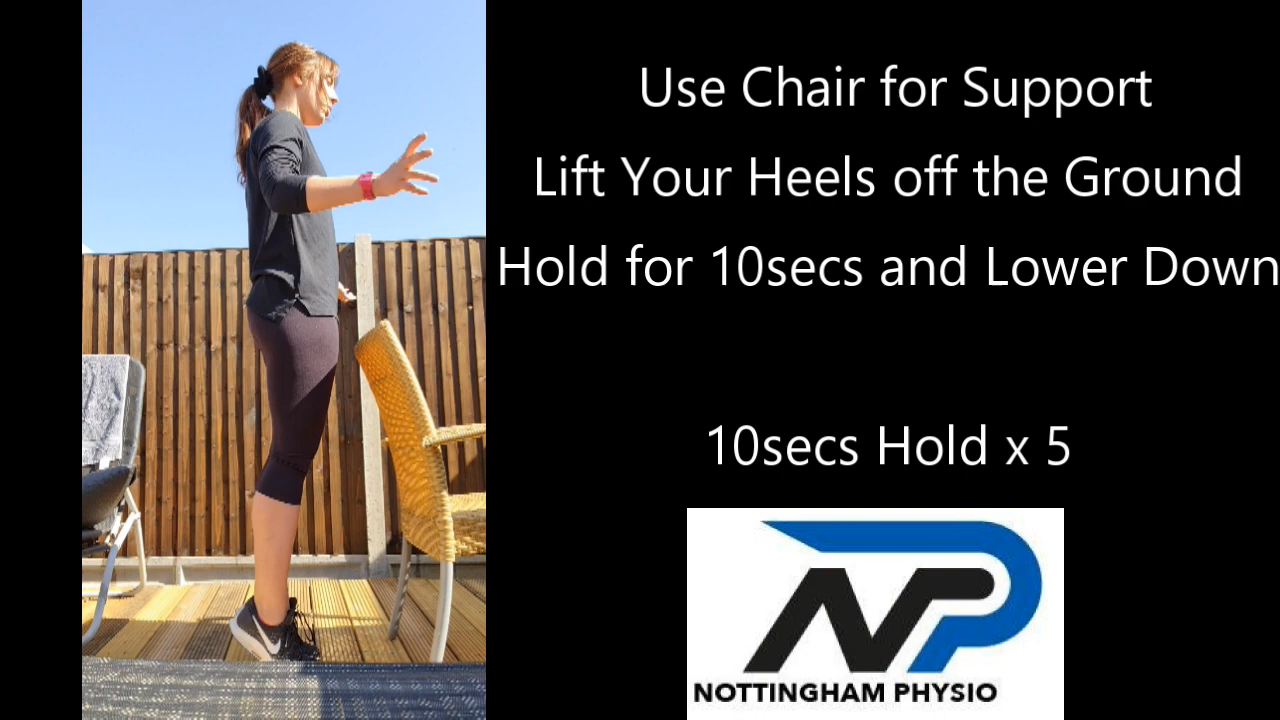 Use Chair for Support
Lift Your Heels off the Ground
Hold for 10secs and Lower Down
10secs Hold x 5
NP
NOTTINGHAM PHYSIO